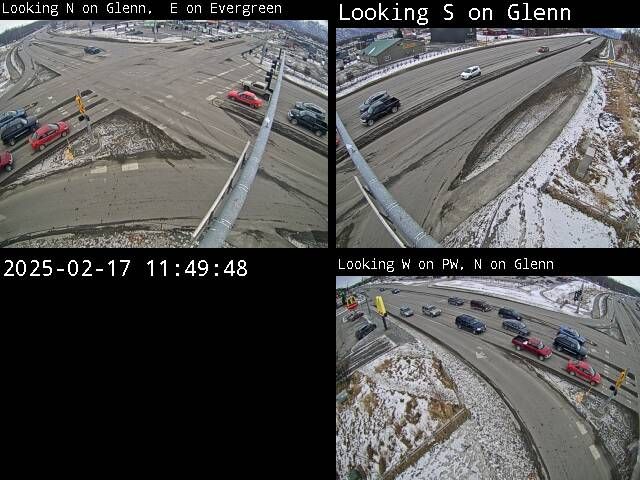 Looking N on Glenn,  E on Evergreen
Looking S on Glenn
2025-02-17 11:49:48
Looking W on PW, N on Glenn